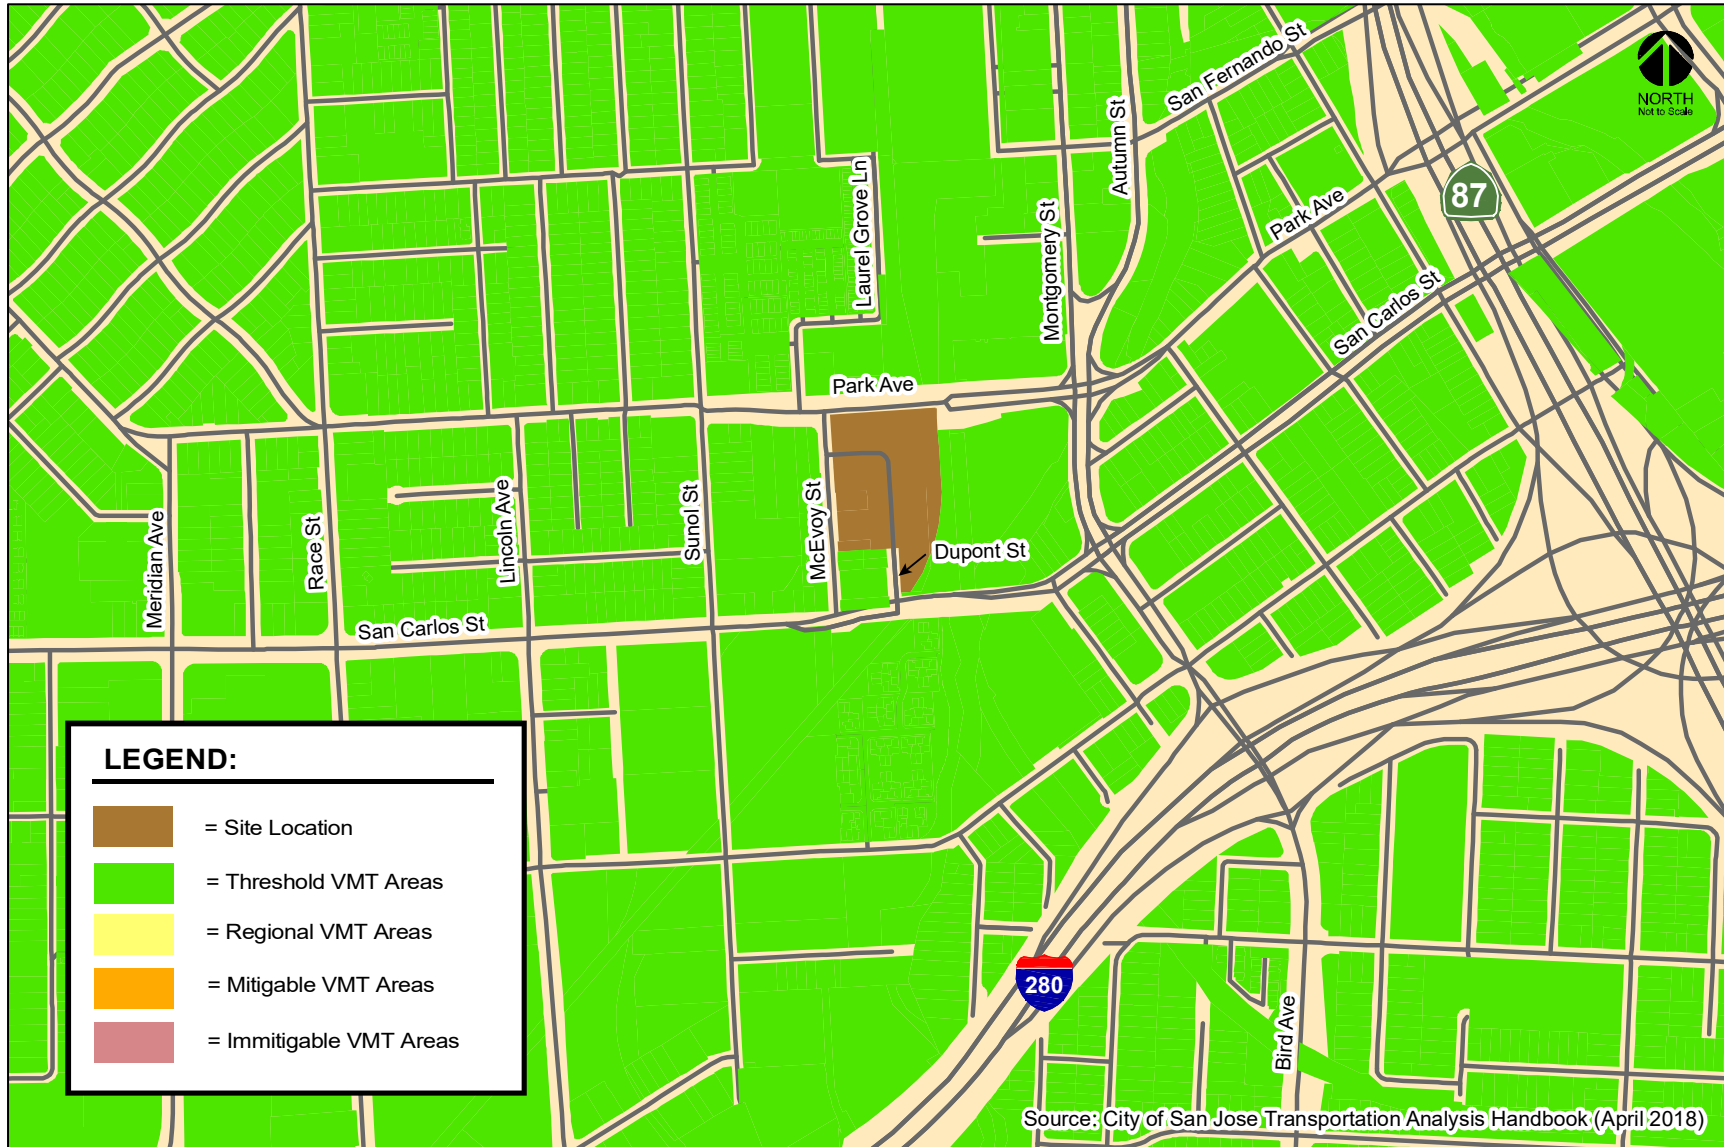 San Fernando St
NORTH
Not to Scale
Autumn St
87
Laurel Grove Ln
Montgomery St
Park Ave
San Carlos St
Park Ave
McEvoy St
Sunol St
Lincoln Ave
Race St
Meridian Ave
Dupont St
San Carlos St
LEGEND:
= Site Location
= Threshold VMT Areas
= Regional VMT Areas
= Mitigable VMT Areas
= Immitigable VMT Areas
280
Bird Ave
Source: City of San Jose Transportation Analysis Handbook (April 2018)